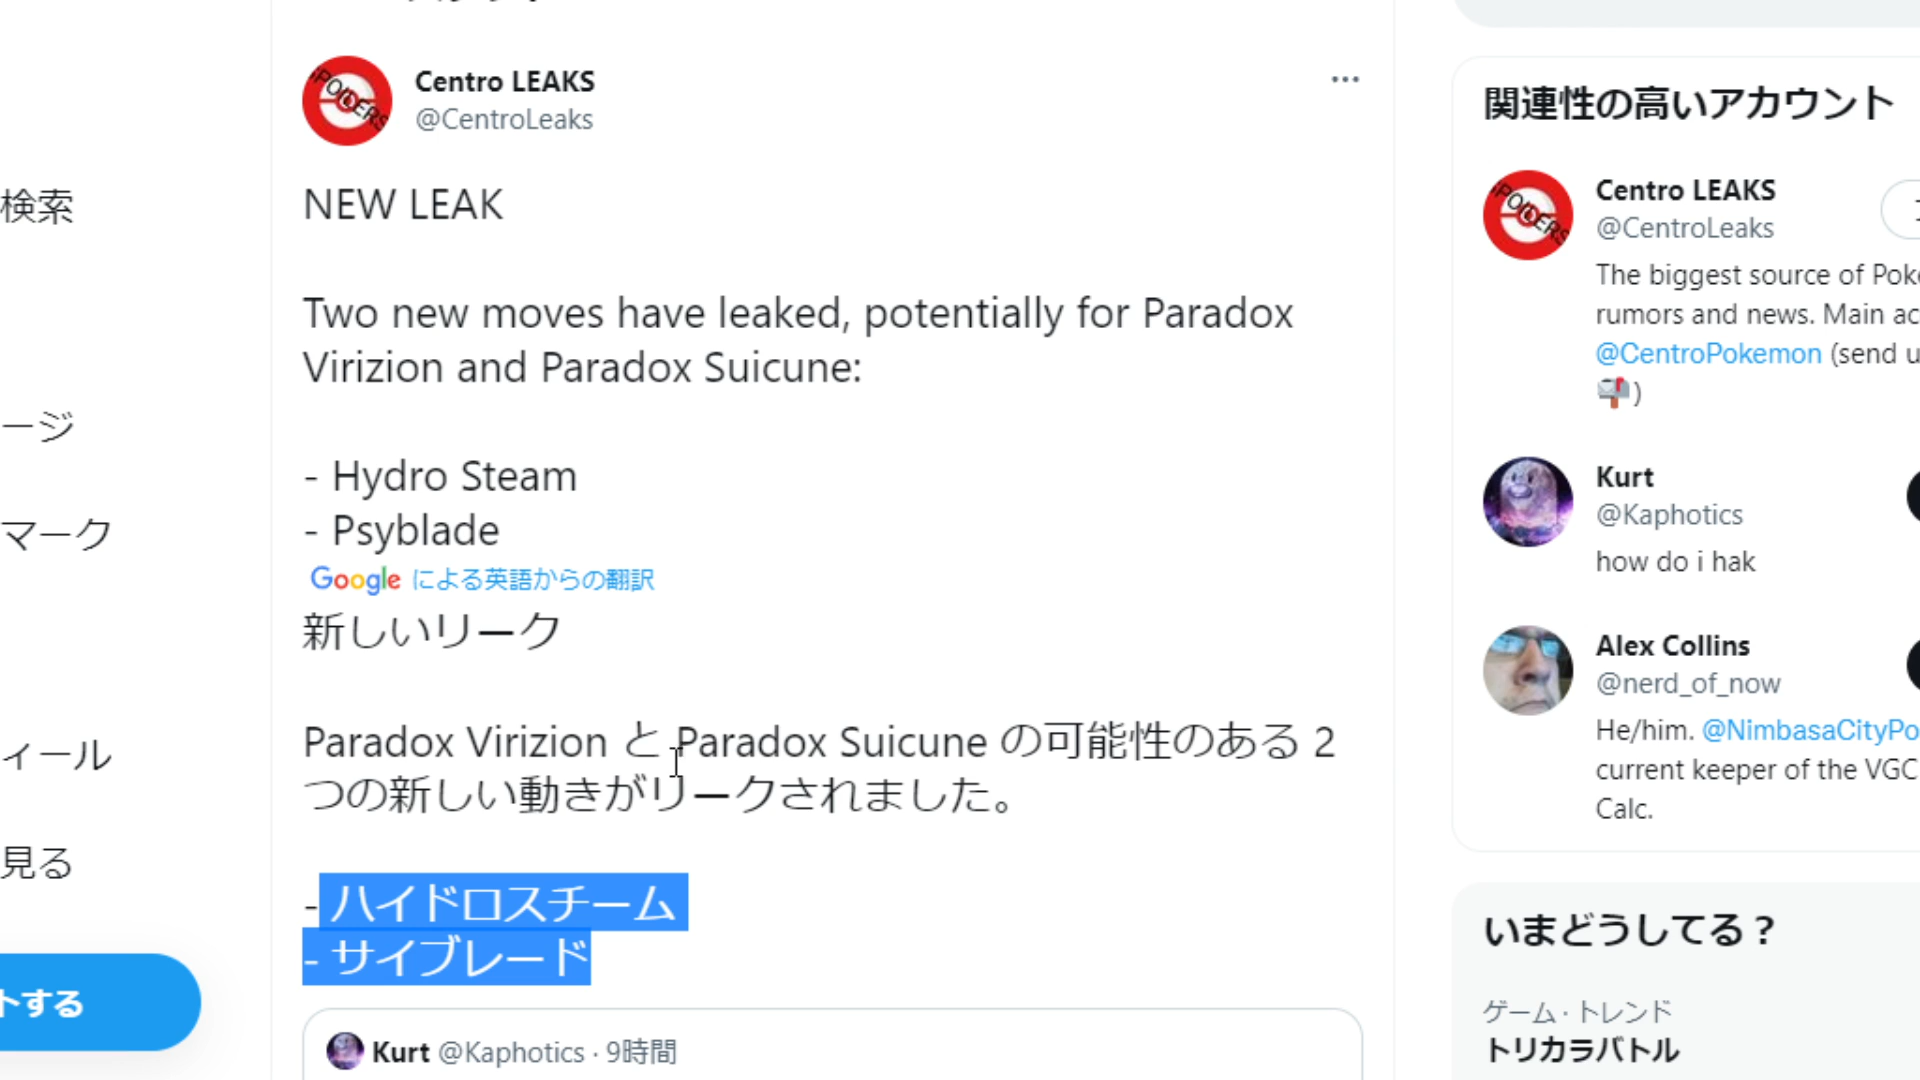 Centro LEAKS
@CentroLeaks
NEW LEAK
Two new moves have leaked, potentially for Paradox
Virizion and Paradox Suicune:
- Hydro Steam
- Psyblade
Google による英語からの翻訳
新しいリーク
Paradox Virizion と Paradox Suicune の可能性のある 2
つの新しい動きがリークされました。
- ハイドロスチーム
- サイブレード
Kurt @Kaphotics · 9時間
検索
ージ
マーク
ィール
見る
トする
関連性の高いアカウント
Centro LEAKS
@CentroLeaks
The biggest source of Poke
rumors and news. Main ac
@CentroPokemon (send u
)
Kurt
@Kaphotics
how do i hak
Alex Collins
@nerd_of_now
He/him. @NimbasaCityPo
current keeper of the VGC
Calc.
いまどうしてる？
ゲーム · トレンド
トリカラバトル